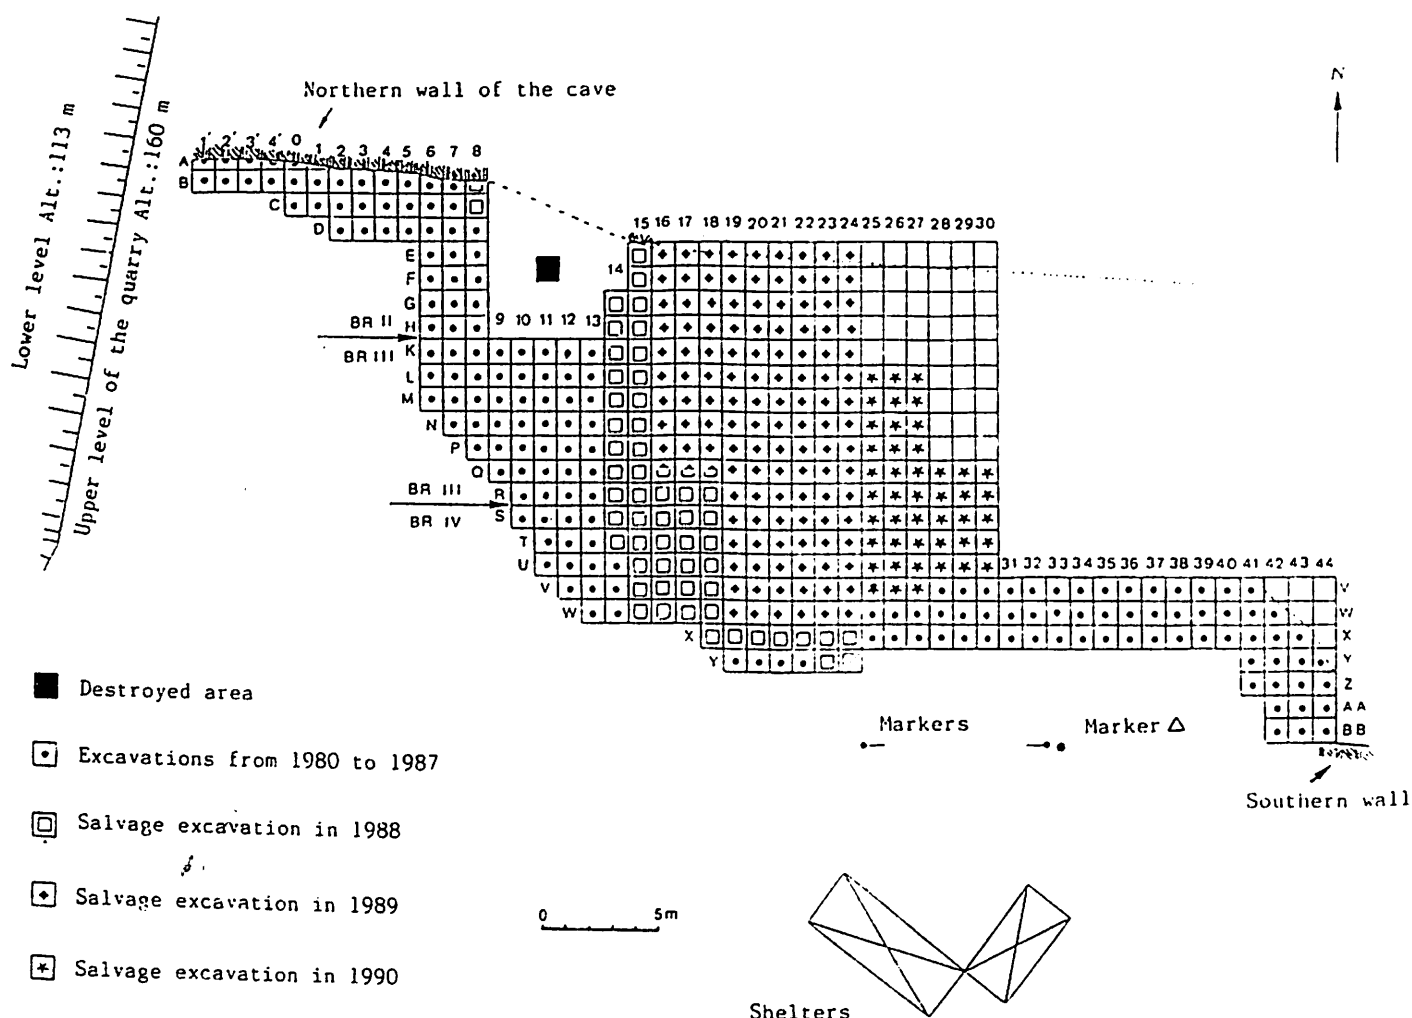 Northern wall of the cave
N
Lower level Alt.:113 m
Upper level of the quarry Alt.:160 m
1' 2' 3' 4' 0 1 2 3 4 5 6 7 8
A
B
C
D
15 16 17 18 19 20 21 22 23 24 25 26 27 28 29 30
E
14
F
G
9 10 11 12 13
BR II H
BR III K
L
M
N
P
Q
BR III R
BR IV S
T
U
31 32 33 34 35 36 37 38 39 40 41 42 43 44
V V
W W
X X
Y Y
Z
AA
BB
Destroyed area
Markers
Marker △
Excavations from 1980 to 1987
Southern wall
Salvage excavation in 1988
Salvage excavation in 1989
0 5m
Salvage excavation in 1990
Shelters